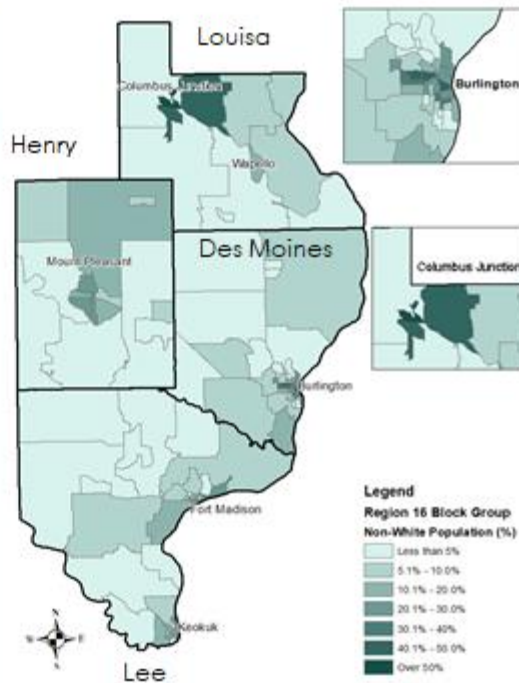 Louisa
Columbus Junction
Burlington
Henry
Wapello
Mount Pleasant
Des Moines
Columbus Junction
Burlington
Fort Madison
Keokuk
Lee
N
W E
S
Legend
Region 16 Block Group
Non-White Population (%)
Less than 5%
5.1% - 10.0%
10.1% - 20.0%
20.1% - 30.0%
30.1% - 40%
40.1% - 50.0%
Over 50%